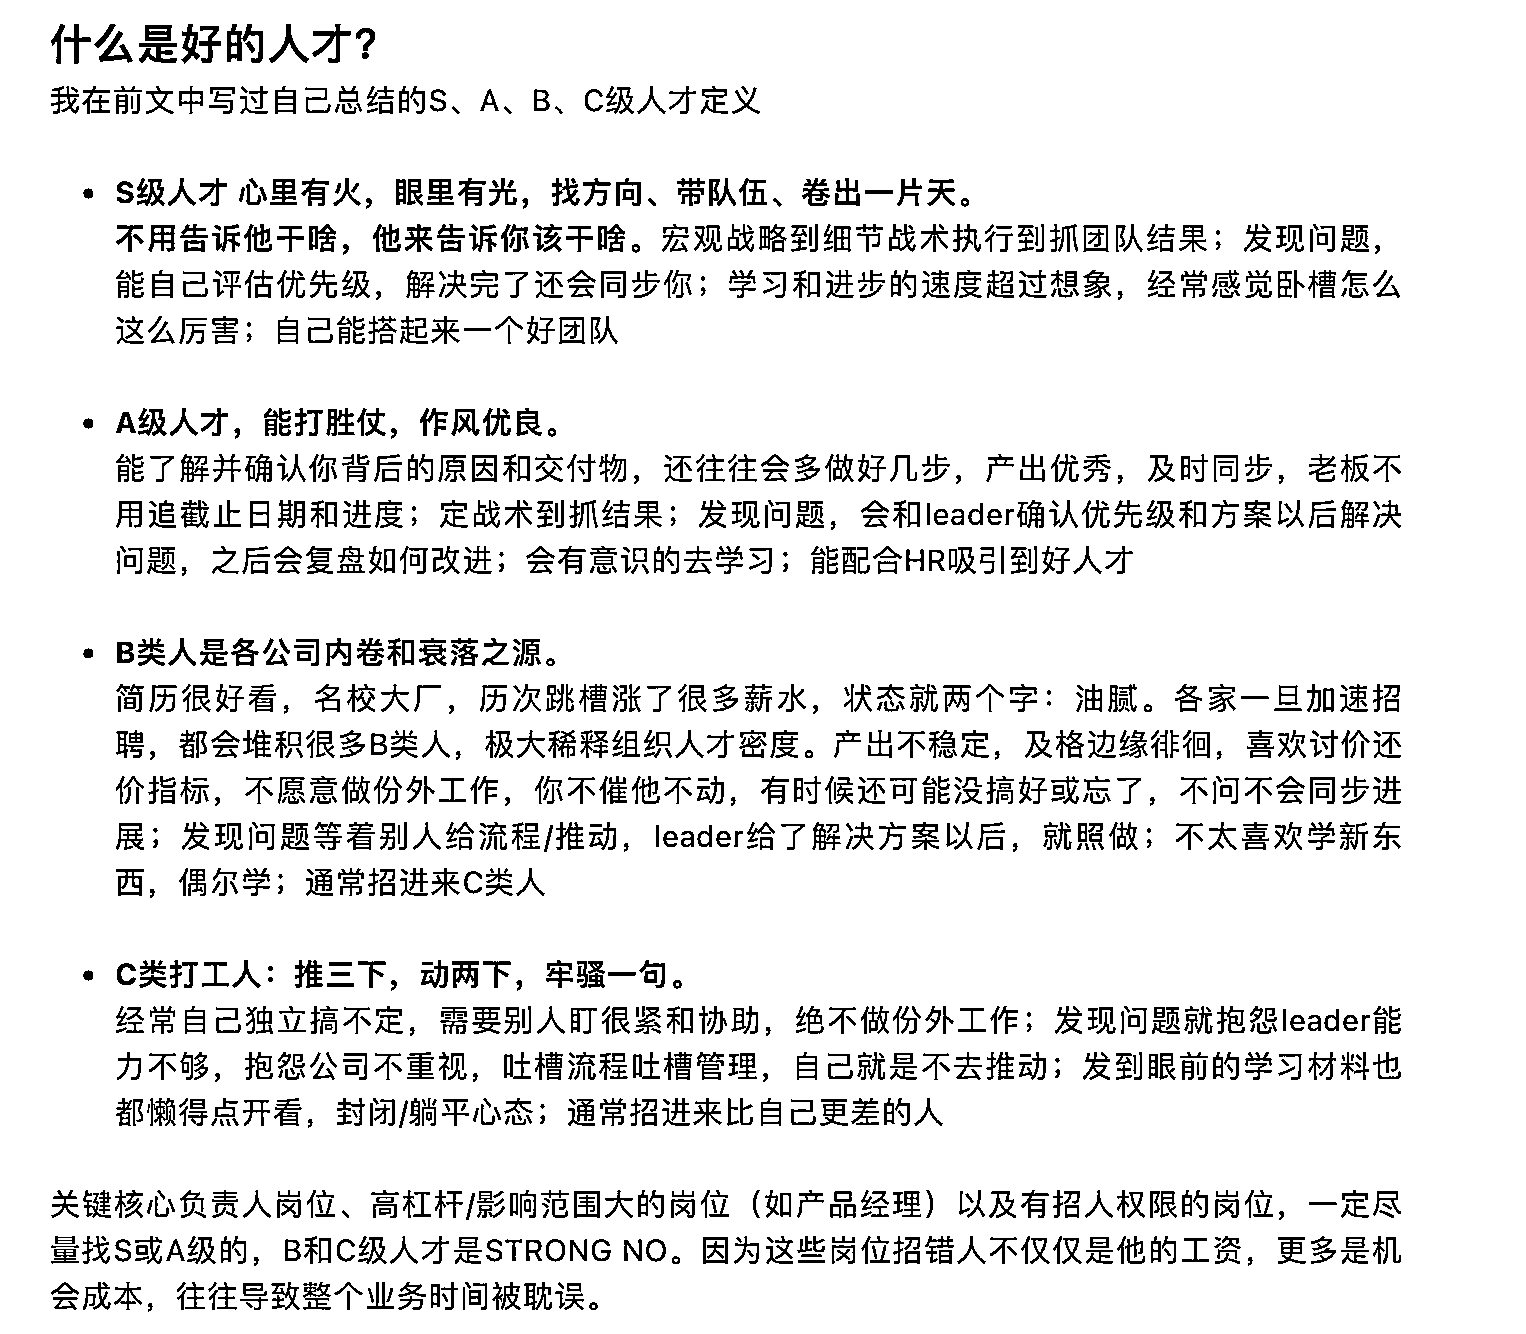 什么是好的人才?
我在前文中写过自己总结的S、A、B、C级人才定义
• S级人才 心里有火，眼里有光，找方向、带队伍、卷出一片天。
不用告诉他干啥，他来告诉你该干啥。宏观战略到细节战术执行到抓团队结果；发现问题，
能自己评估优先级，解决完了还会同步你；学习和进步的速度超过想象，经常感觉卧槽怎么
这么厉害；自己能搭起来一个好团队
• A级人才，能打胜仗，作风优良。
能了解并确认你背后的原因和交付物，还往往会多做好几步，产出优秀，及时同步，老板不
用追截止日期和进度；定战术到抓结果；发现问题，会和leader确认优先级和方案以后解决
问题，之后会复盘如何改进；会有意识的去学习；能配合HR吸引到好人才
• B类人是各公司内卷和衰落之源。
简历很好看，名校大厂，历次跳槽涨了很多薪水，状态就两个字：油腻。各家一旦加速招
聘，都会堆积很多B类人，极大稀释组织人才密度。产出不稳定，及格边缘徘徊，喜欢讨价还
价指标，不愿意做份外工作，你不催他不动，有时候还可能没搞好或忘了，不问不会同步进
展；发现问题等着别人给流程/推动，leader给了解决方案以后，就照做；不太喜欢学新东
西，偶尔学；通常招进来C类人
• C类打工人：推三下，动两下，牢骚一句。
经常自己独立搞不定，需要别人盯很紧和协助，绝不做份外工作；发现问题就抱怨leader能
力不够，抱怨公司不重视，吐槽流程吐槽管理，自己就是不去推动；发到眼前的学习材料也
都懒得点开看，封闭/躺平心态；通常招进来比自己更差的人
关键核心负责人岗位、高杠杆/影响范围大的岗位（如产品经理）以及有招人权限的岗位，一定尽
量找S或A级的，B和C级人才是STRONG NO。因为这些岗位招错人不仅仅是他的工资，更多是机
会成本，往往导致整个业务时间被耽误。